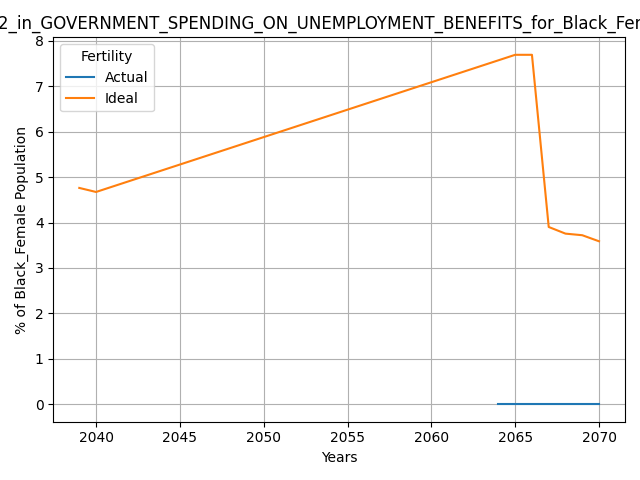 2_in_GOVERNMENT_SPENDING_ON_UNEMPLOYMENT_BENEFITS_for_Black_Fer
Fertility
Actual
Ideal
% of Black_Female Population
8
7
6
5
4
3
2
1
0
2040 2045 2050 2055 2060 2065 2070
Years